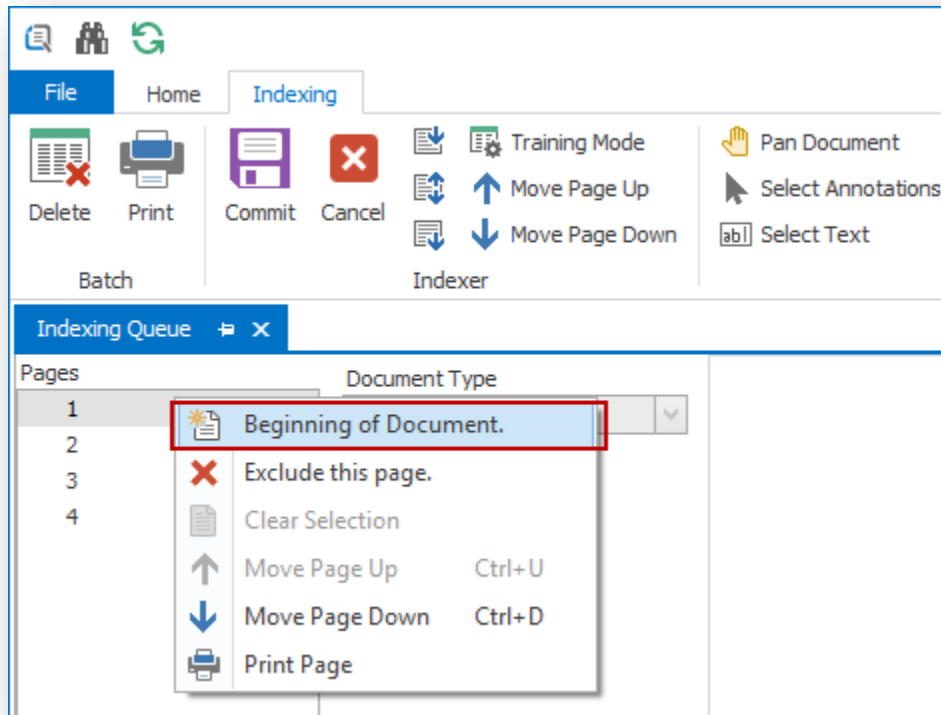 File Home Indexing
Training Mode
Pan Document
Move Page Up
Select Annotations
Delete Print Commit Cancel
Move Page Down
ab Select Text
Batch Indexer
Indexing Queue
Pages
Document Type
1
Beginning of Document.
2
Exclude this page.
3
Clear Selection
4
Move Page Up Ctrl+U
Move Page Down Ctrl+D
Print Page